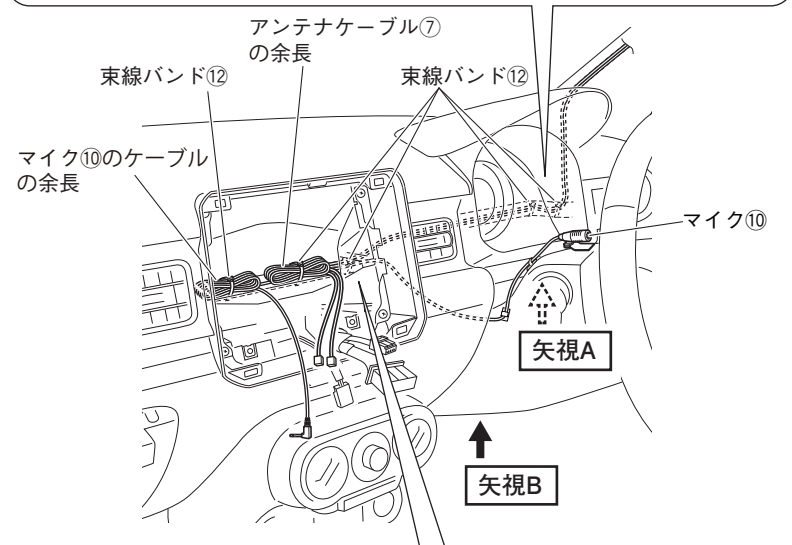 アンテナケーブル⑦
の余長
束線バンド⑫
束線バンド⑫
マイク⑩のケーブル
の余長
マイク⑩
矢視A
矢視B